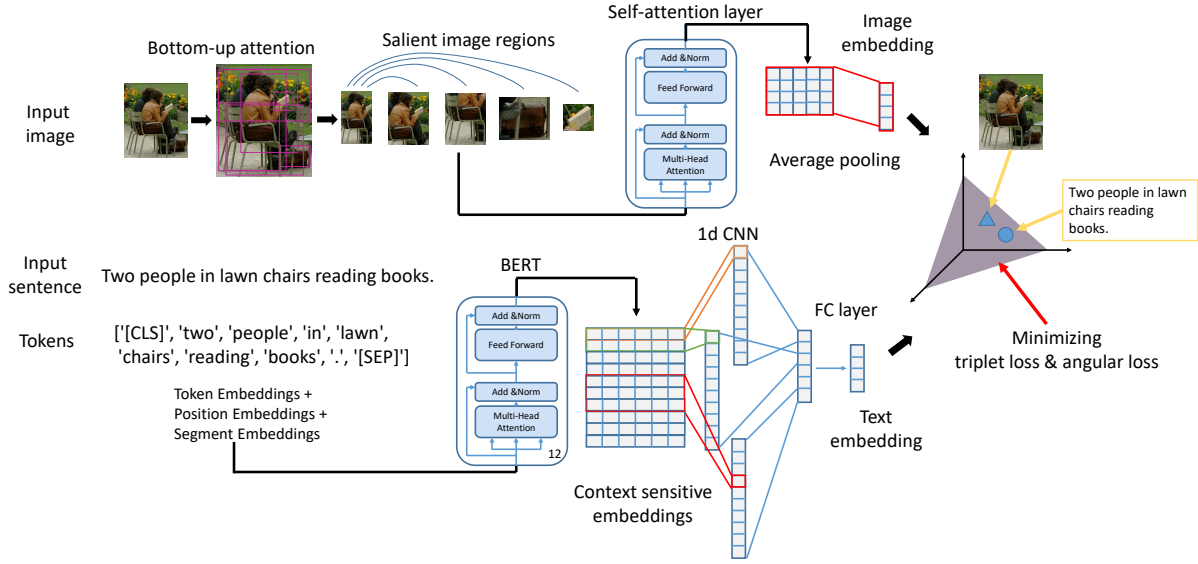 Self-attention layer
Bottom-up attention
Salient image regions
Image
embedding
Input
image
Add &Norm
Feed Forward
Add &Norm
Multi-Head
Attention
Average pooling
Two people in lawn
chairs reading
books.
1d CNN
Input
sentence
Two people in lawn chairs reading books.
BERT
FC layer
Tokens
['[CLS]', 'two', 'people', 'in', 'lawn',
'chairs', 'reading', 'books', '.', '[SEP]']
Token Embeddings +
Position Embeddings +
Segment Embeddings
Add &Norm
Feed Forward
Add &Norm
Multi-Head
Attention
12
Context sensitive
embeddings
Text
embedding
Minimizing
triplet loss & angular loss